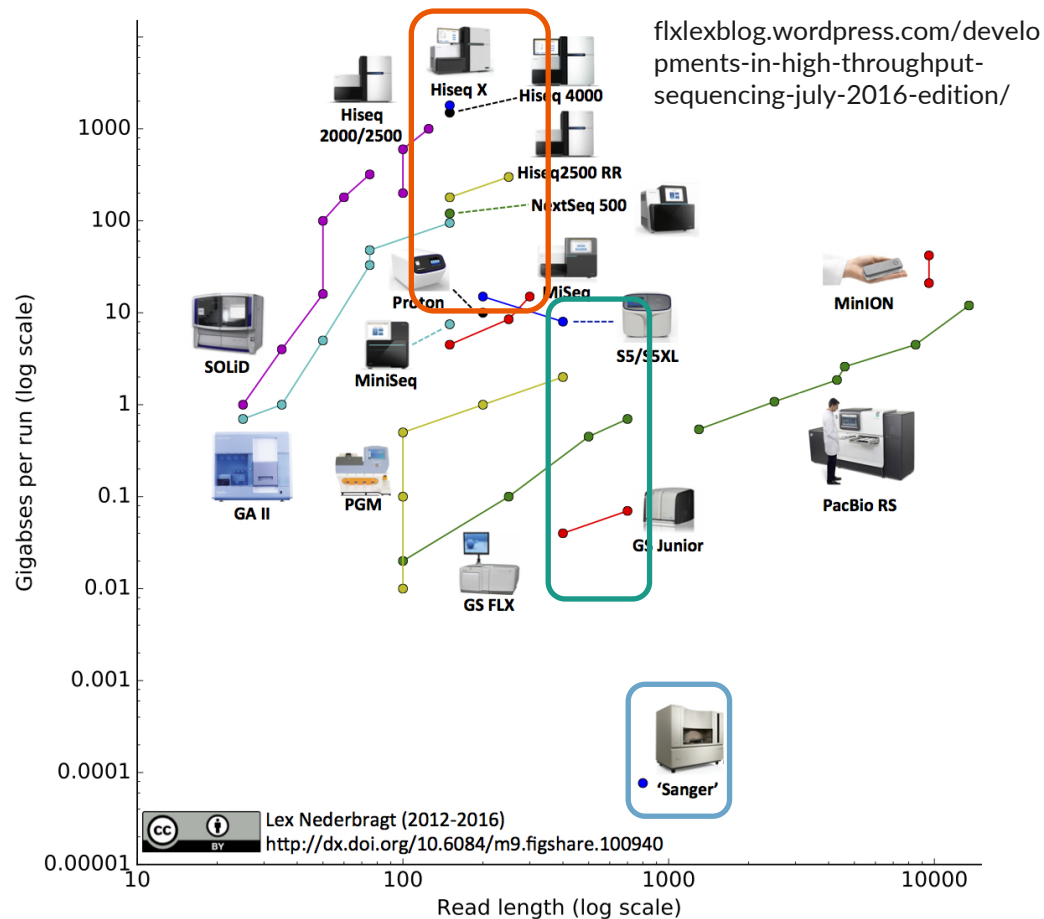 flxlexblog.wordpress.com/develo
pments-in-high-throughput-
sequencing-july-2016-edition/
Gigabses per run (log scale)
1000
100
10
1
0.1
0.01
0.001
0.0001
0.00001
Hiseq X
Hiseq 4000
Hiseq
2000/2500
Hiseq2500 RR
NextSeq 500
MiSeq
Proton
MinION
SOLiD
MiniSeq
S5/S5XL
GA II
PGM
PacBio RS
GS Junior
GS FLX
'Sanger'
cc
BY
Lex Nederbragt (2012-2016)
http://dx.doi.org/10.6084/m9.figshare.100940
10
100
1000
10000
Read length (log scale)